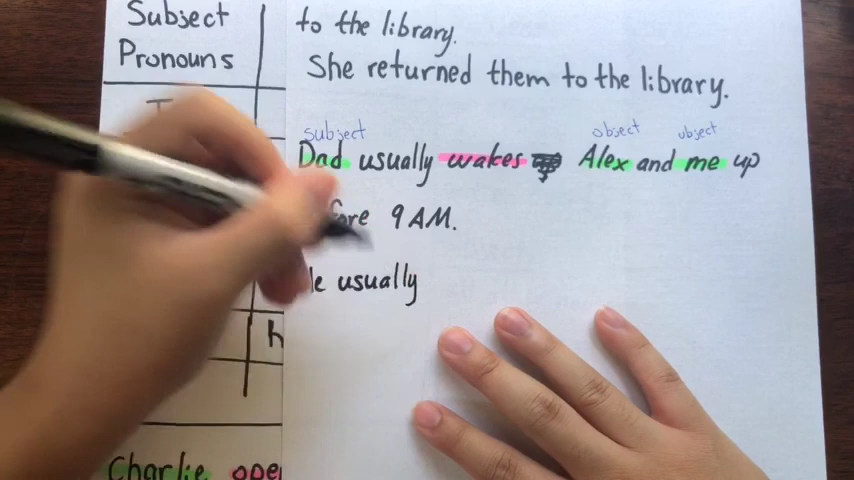 Subject
Pronouns
I
to the library.
She returned them to the library.
subject object object
Dad usually wakes Alex and me up
9 AM.
usually
h
Charlie